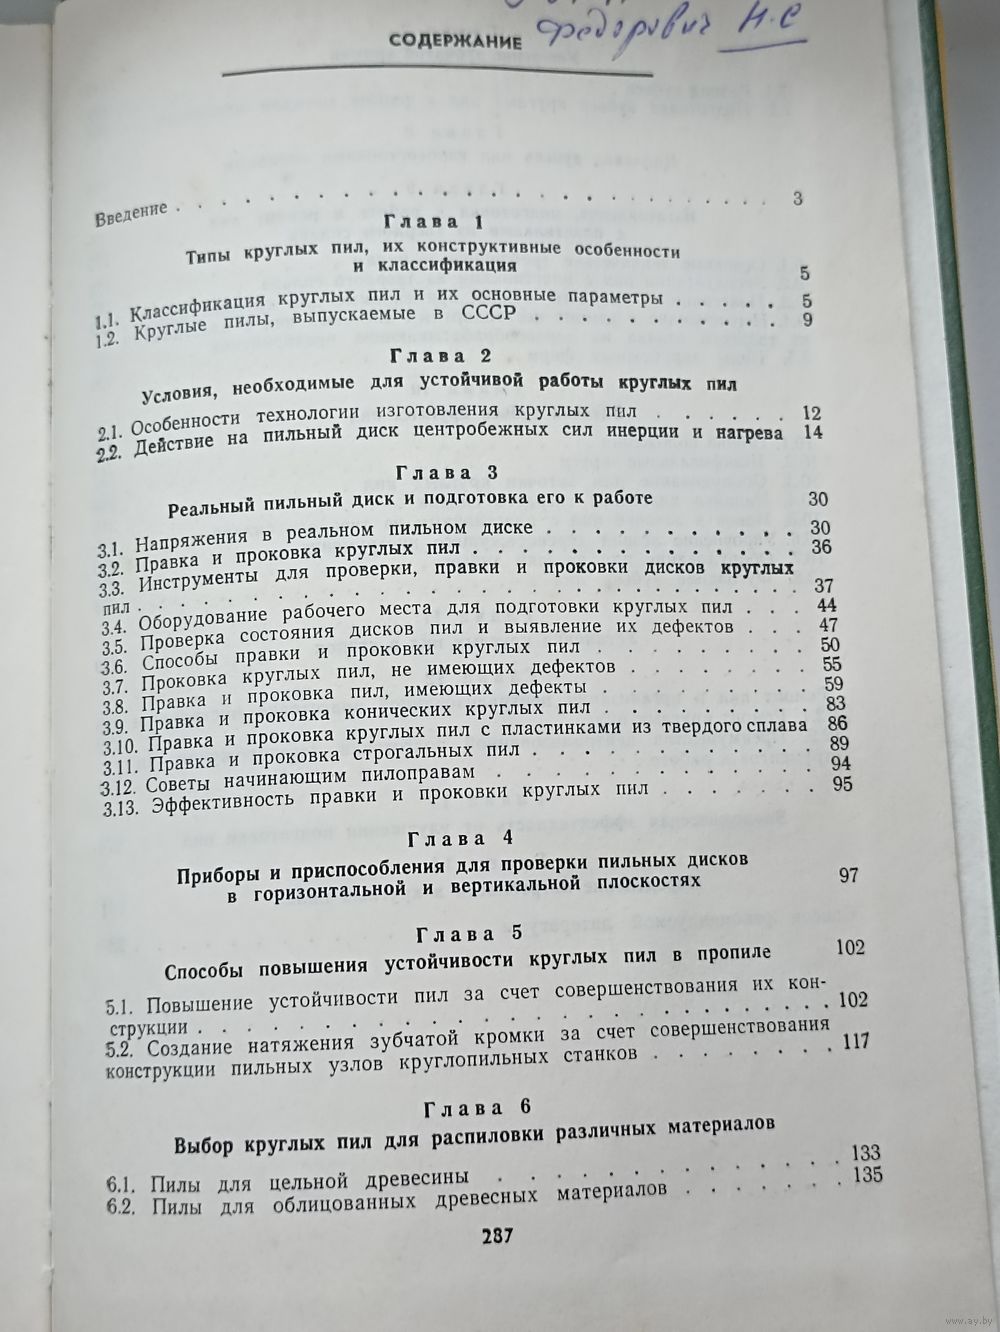 СОДЕРЖАНИЕ
Федорович Н.С
Введение . . . . . . . . . . . . . . . . . . . . 3
Глава 1
Типы круглых пил, их конструктивные особенности
и классификация 5
1.1. Классификация круглых пил и их основные параметры . . . . . 5
1.2. Круглые пилы, выпускаемые в СССР . . . . . . . . . . . 9
Глава 2
Условия, необходимые для устойчивой работы круглых пил
2.1. Особенности технологии изготовления круглых пил . . . . . . 12
2.2. Действие на пильный диск центробежных сил инерции и нагрева 14
Глава 3
Реальный пильный диск и подготовка его к работе 30
3.1. Напряжения в реальном пильном диске . . . . . . . . . . . 30
3.2. Правка и проковка круглых пил . . . . . . . . . . . . . . 36
3.3. Инструменты для проверки, правки и проковки дисков круглых
пил . . . . . . . . . . . . . . . . . . . . . 37
3.4. Оборудование рабочего места для подготовки круглых пил . . . 44
3.5. Проверка состояния дисков пил и выявление их дефектов . . . 47
3.6. Способы правки и проковки круглых пил . . . . . . . . . 50
3.7. Проковка круглых пил, не имеющих дефектов . . . . . . . 55
3.8. Правка и проковка пил, имеющих дефекты . . . . . . . . 59
3.9. Правка и проковка конических круглых пил . . . . . . . . 83
3.10. Правка и проковка круглых пил с пластинками из твердого сплава 86
3.11. Правка и проковка строгальных пил . . . . . . . . . . . 89
3.12. Советы начинающим пилоправам . . . . . . . . . . . . 94
3.13. Эффективность правки и проковки круглых пил . . . . . . 95
Глава 4
Приборы и приспособления для проверки пильных дисков
в горизонтальной и вертикальной плоскостях 97
Глава 5
Способы повышения устойчивости круглых пил в пропиле 102
5.1. Повышение устойчивости пил за счет совершенствования их кон-
струкции . . . . . . . . . . . . . . . . . . . 102
5.2. Создание натяжения зубчатой кромки за счет совершенствования
конструкции пильных узлов круглопильных станков . . . . . . . 117
Глава 6
Выбор круглых пил для распиловки различных материалов
6.1. Пилы для цельной древесины . . . . . . . . . . . . 133
6.2. Пилы для облицованных древесных материалов . . . . . . . 135
287
www.ay.by